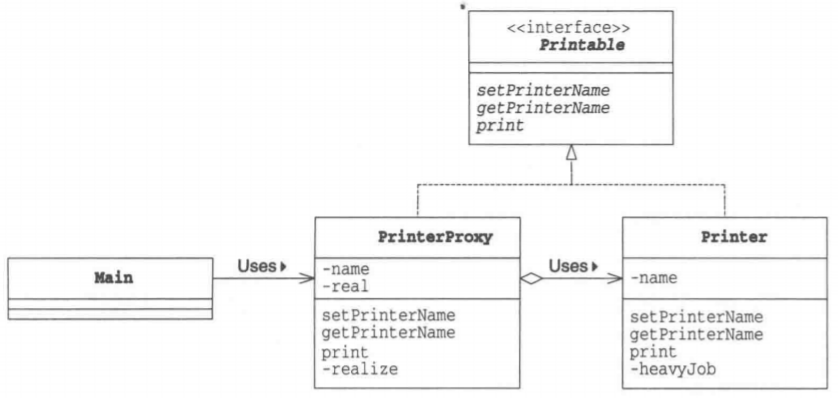 <<interface>>
Printable
setPrinterName
getPrinterName
print
Main
Uses
PrinterProxy
-name
-real
setPrinterName
getPrinterName
print
-realize
Uses
Printer
-name
setPrinterName
getPrinterName
print
-heavyJob